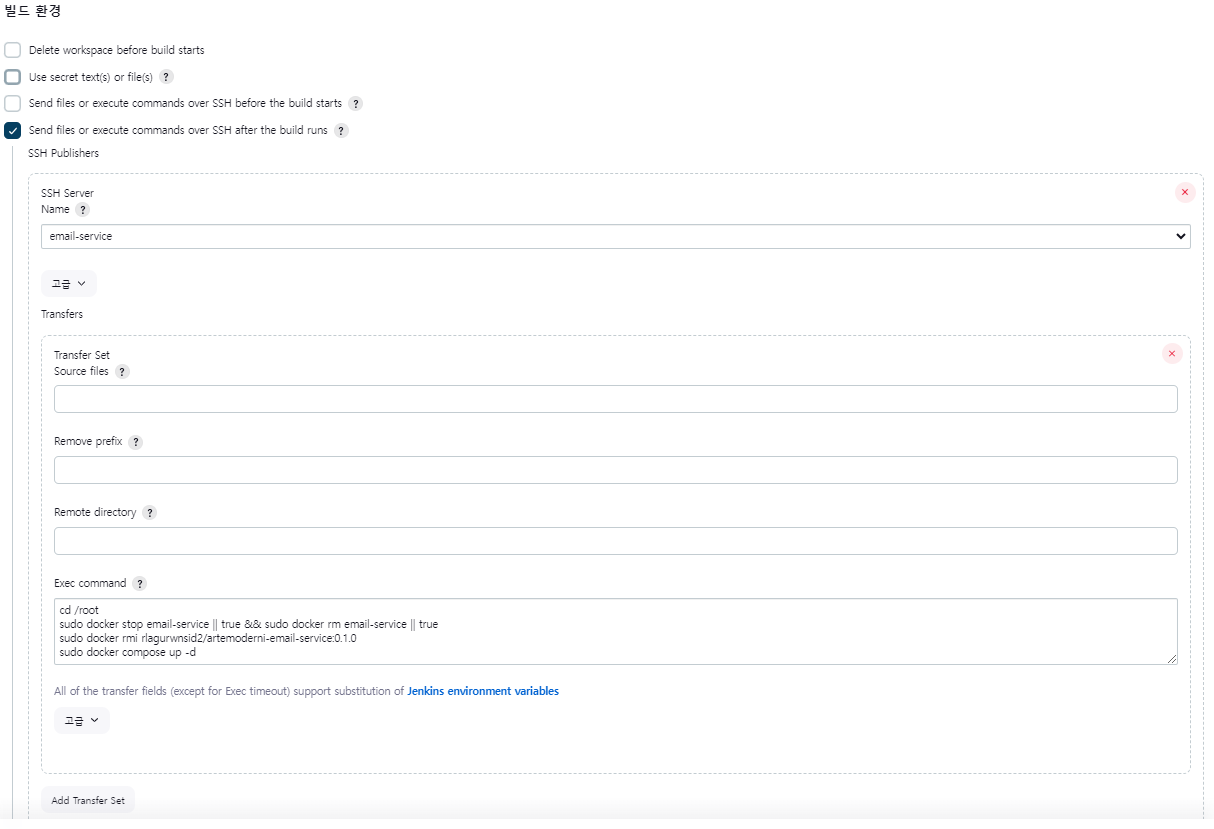 빌드 환경
Delete workspace before build starts
Use secret text(s) or file(s) ?
Send files or execute commands over SSH before the build starts ?
Send files or execute commands over SSH after the build runs ?
SSH Publishers
SSH Server
Name ?
email-service
고급
Transfers
Transfer Set
Source files ?
Remove prefix ?
Remote directory ?
Exec command ?
cd /root
sudo docker stop email-service || true && sudo docker rm email-service || true
sudo docker rmi rlagurwnsid2/artemoderni-email-service:0.1.0
sudo docker compose up -d
All of the transfer fields (except for Exec timeout) support substitution of Jenkins environment variables
고급
Add Transfer Set